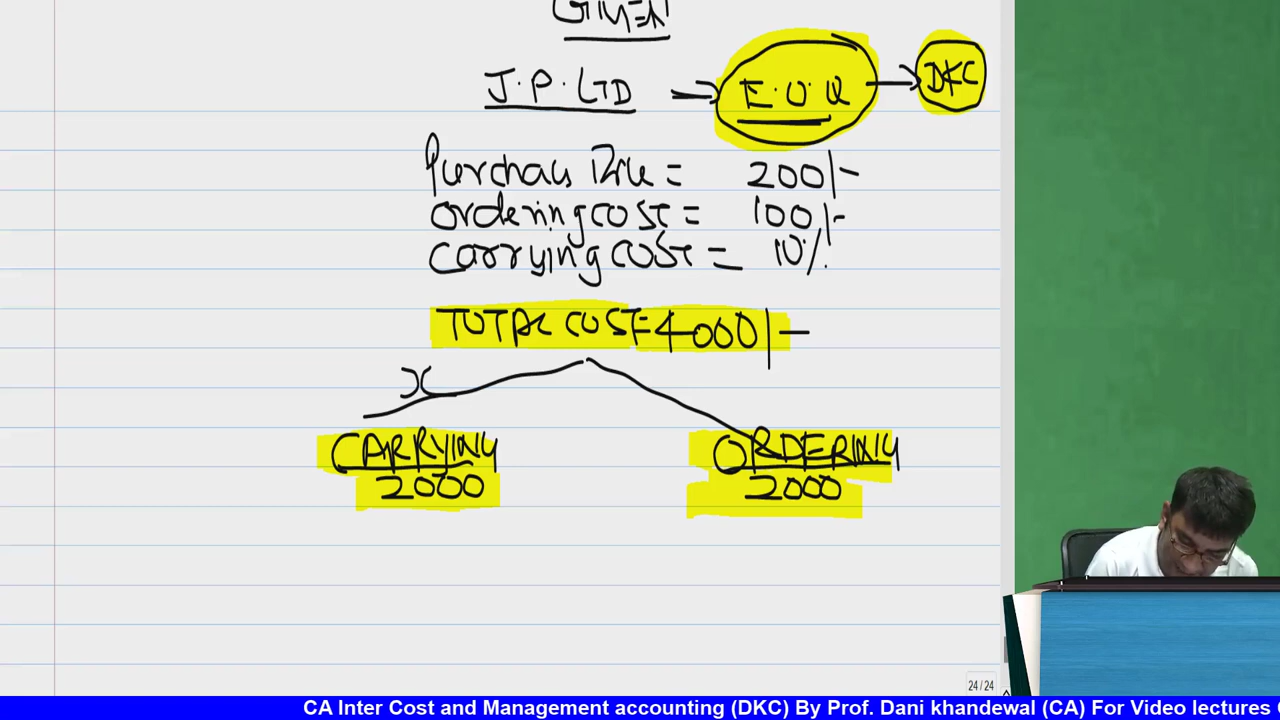 GIVEN
J.P. LTD → E.O.Q → DKC
Purchase Price = 200/-
Ordering cost = 100/-
Carrying cost = 10%.
TOTAL COST = 4000/-
X
CARRYING ORDERING
2000 2000
24 / 24
CA Inter Cost and Management accounting (DKC) By Prof. Dani khandewal (CA) For Video lectures